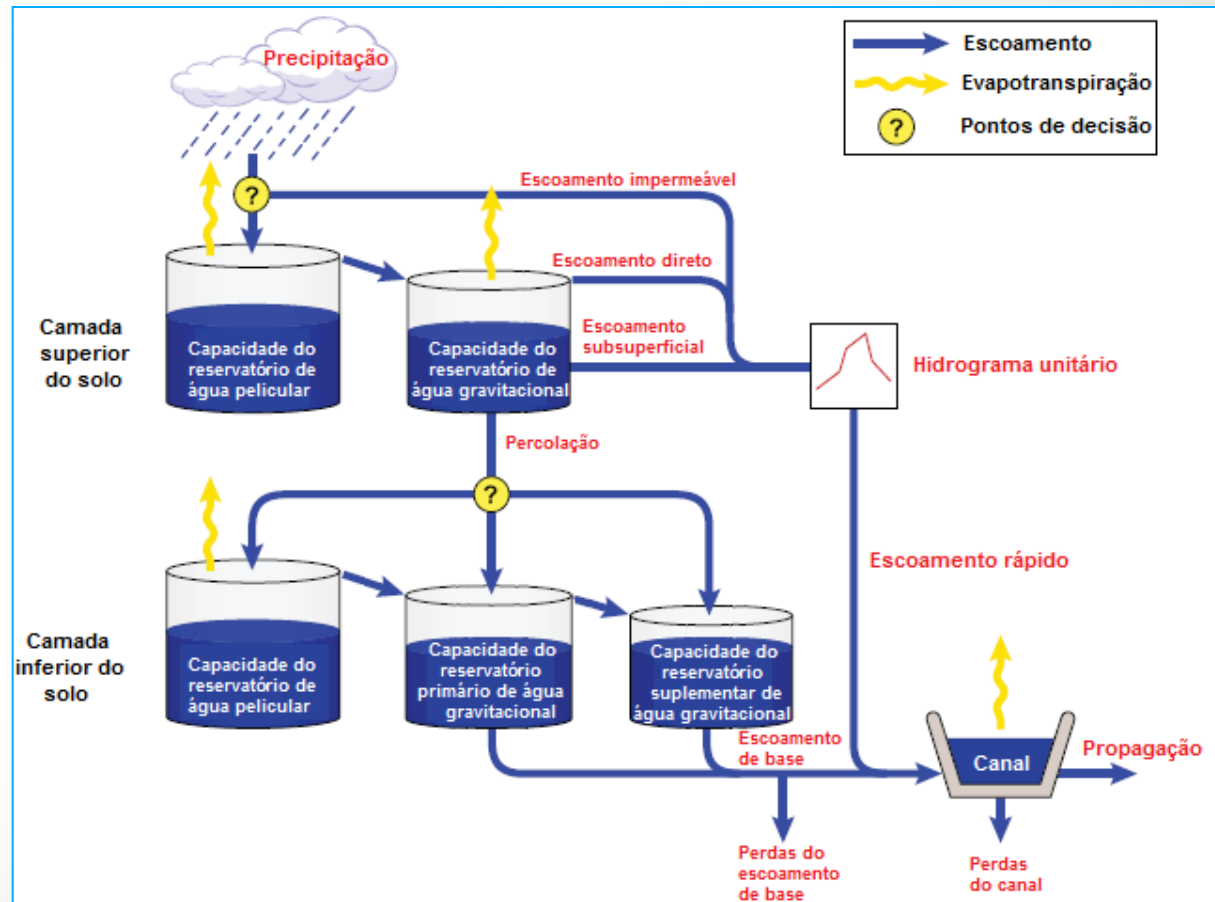 Precipitação
Escoamento
Evapotranspiração
?
Pontos de decisão
Escoamento impermeável
?
Escoamento direto
Escoamento
subsuperficial
Camada
superior
do solo
Capacidade do
reservatório de
água pelicular
Capacidade do
reservatório de
água gravitacional
Hidrograma unitário
Percolação
?
Escoamento rápido
Camada
inferior do
solo
Capacidade do
reservatório de
água pelicular
Capacidade do
reservatório
primário de água
gravitacional
Capacidade do
reservatório
suplementar de
água gravitacional
Escoamento
de base
Canal
Propagação
Perdas do
escoamento
de base
Perdas
do canal